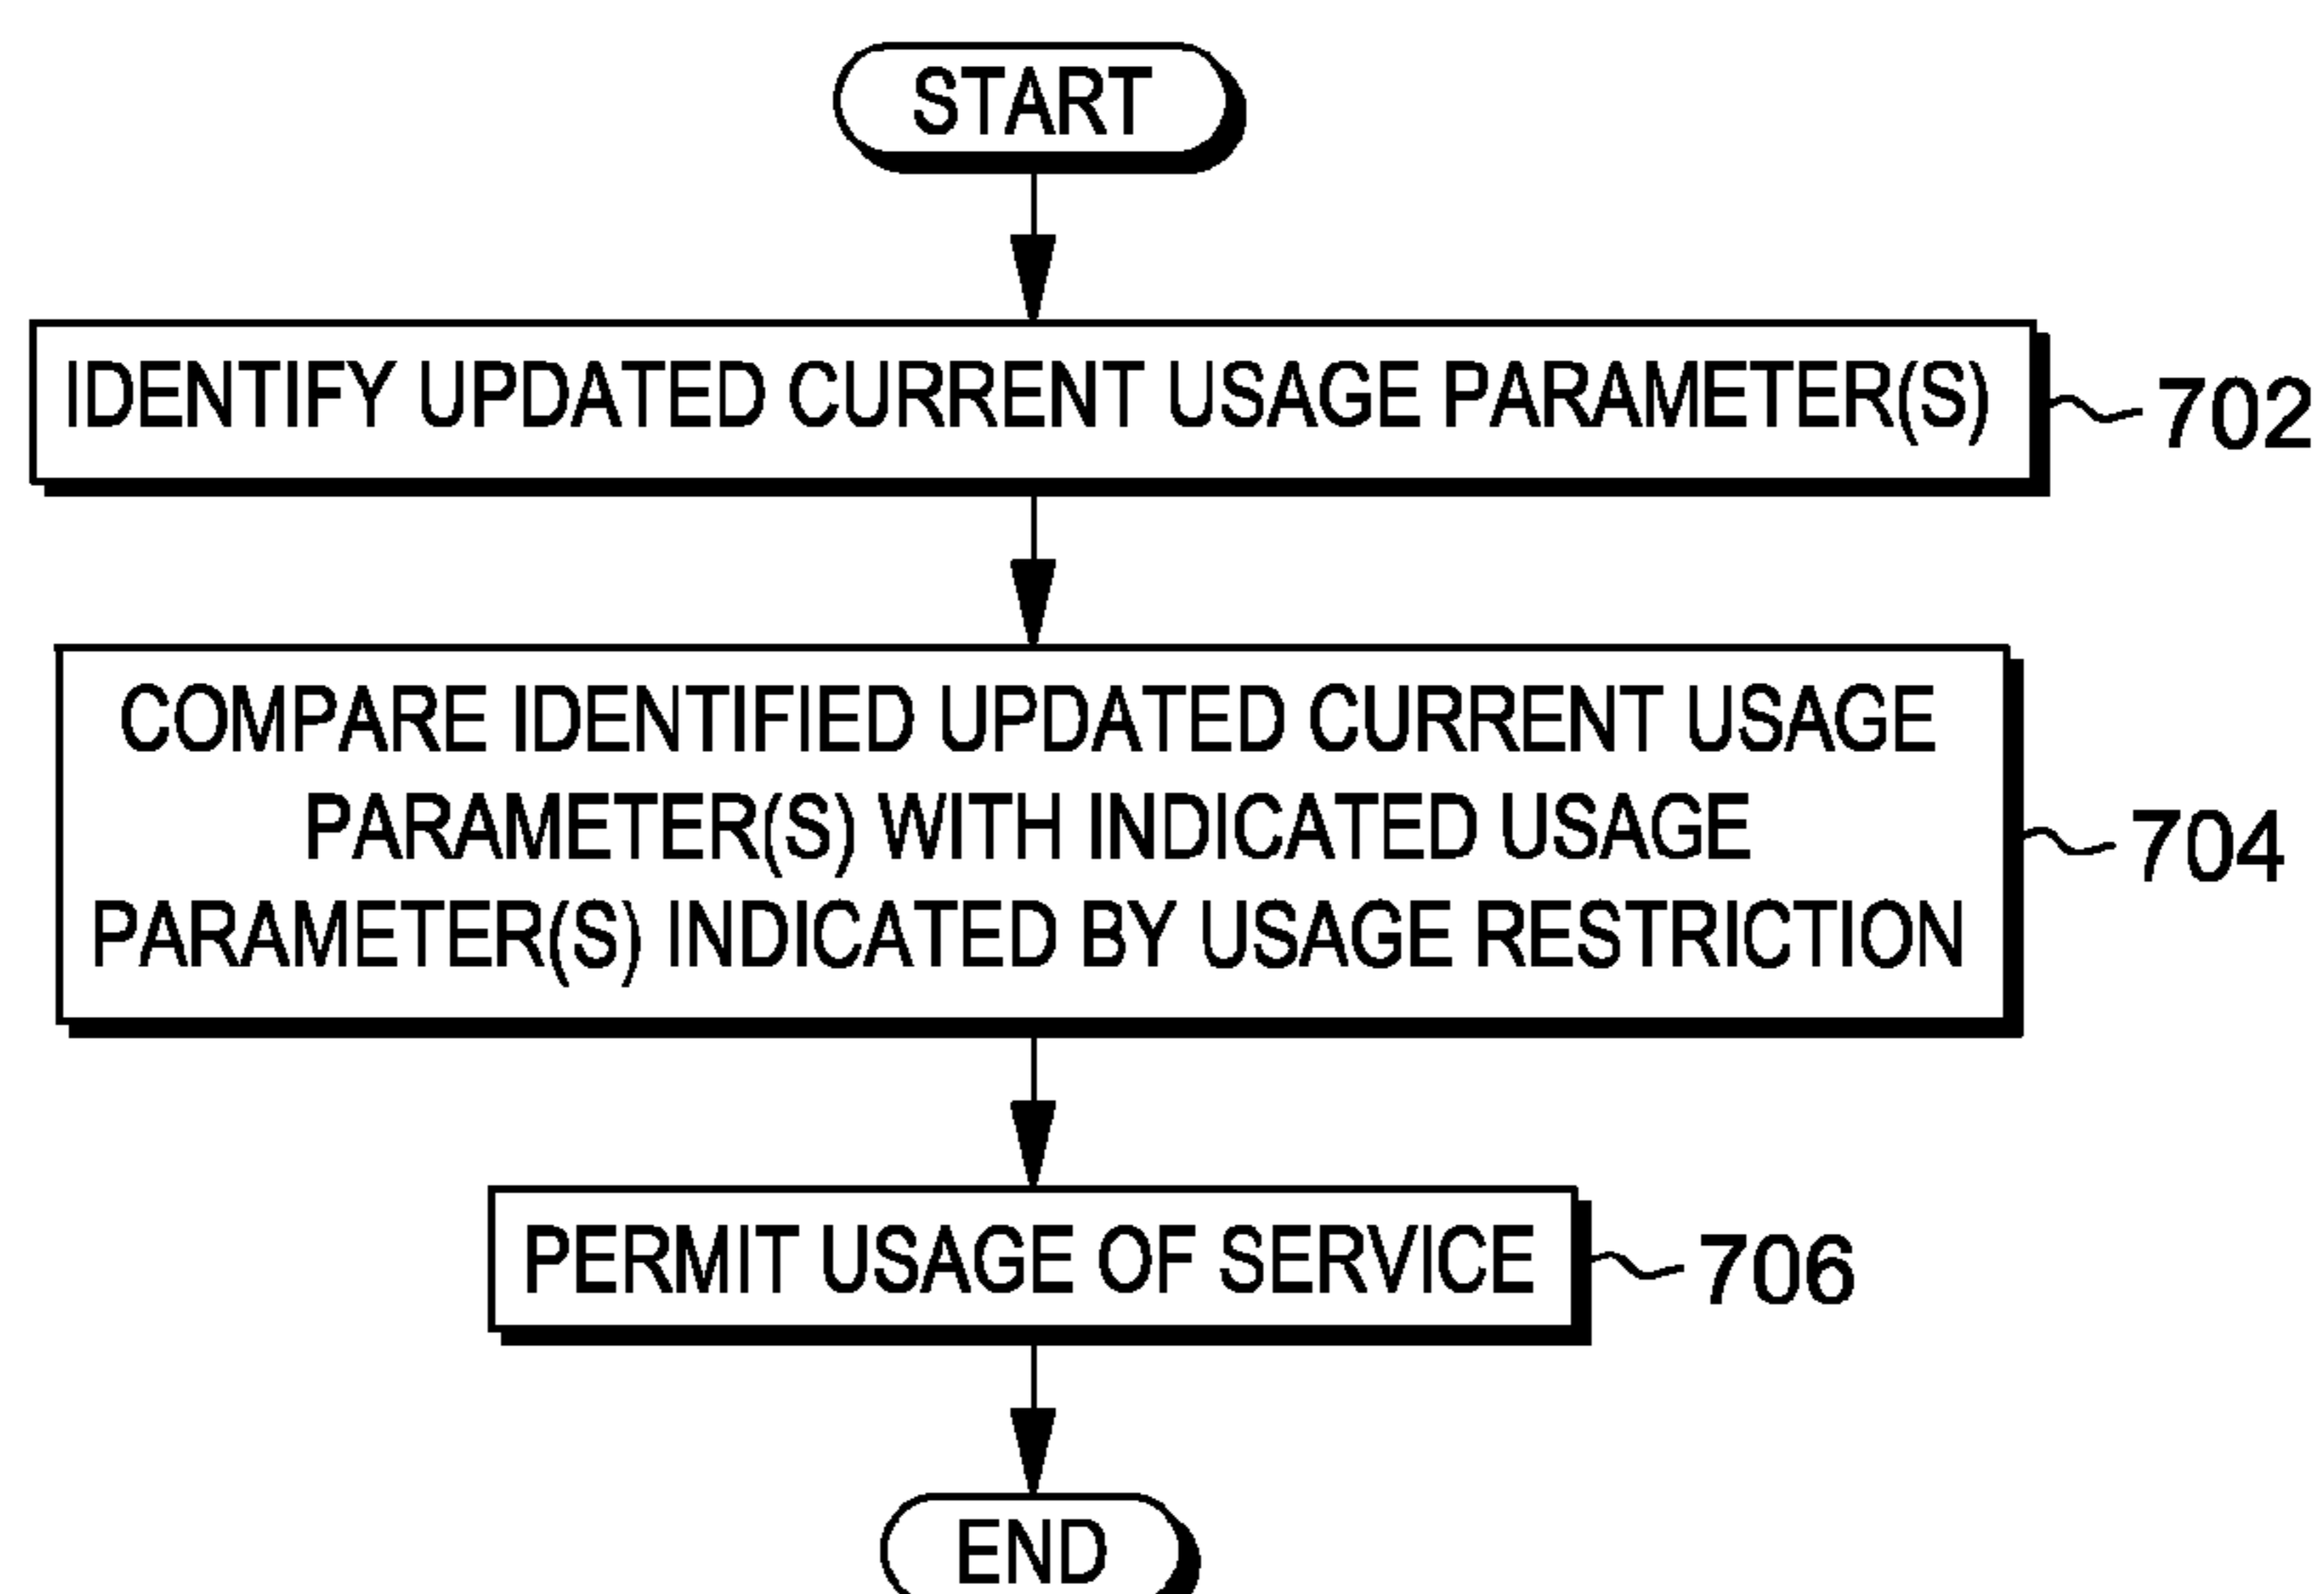 START
IDENTIFY UPDATED CURRENT USAGE PARAMETER(S)
702
COMPARE IDENTIFIED UPDATED CURRENT USAGE
PARAMETER(S) WITH INDICATED USAGE
PARAMETER(S) INDICATED BY USAGE RESTRICTION
704
PERMIT USAGE OF SERVICE
706
END